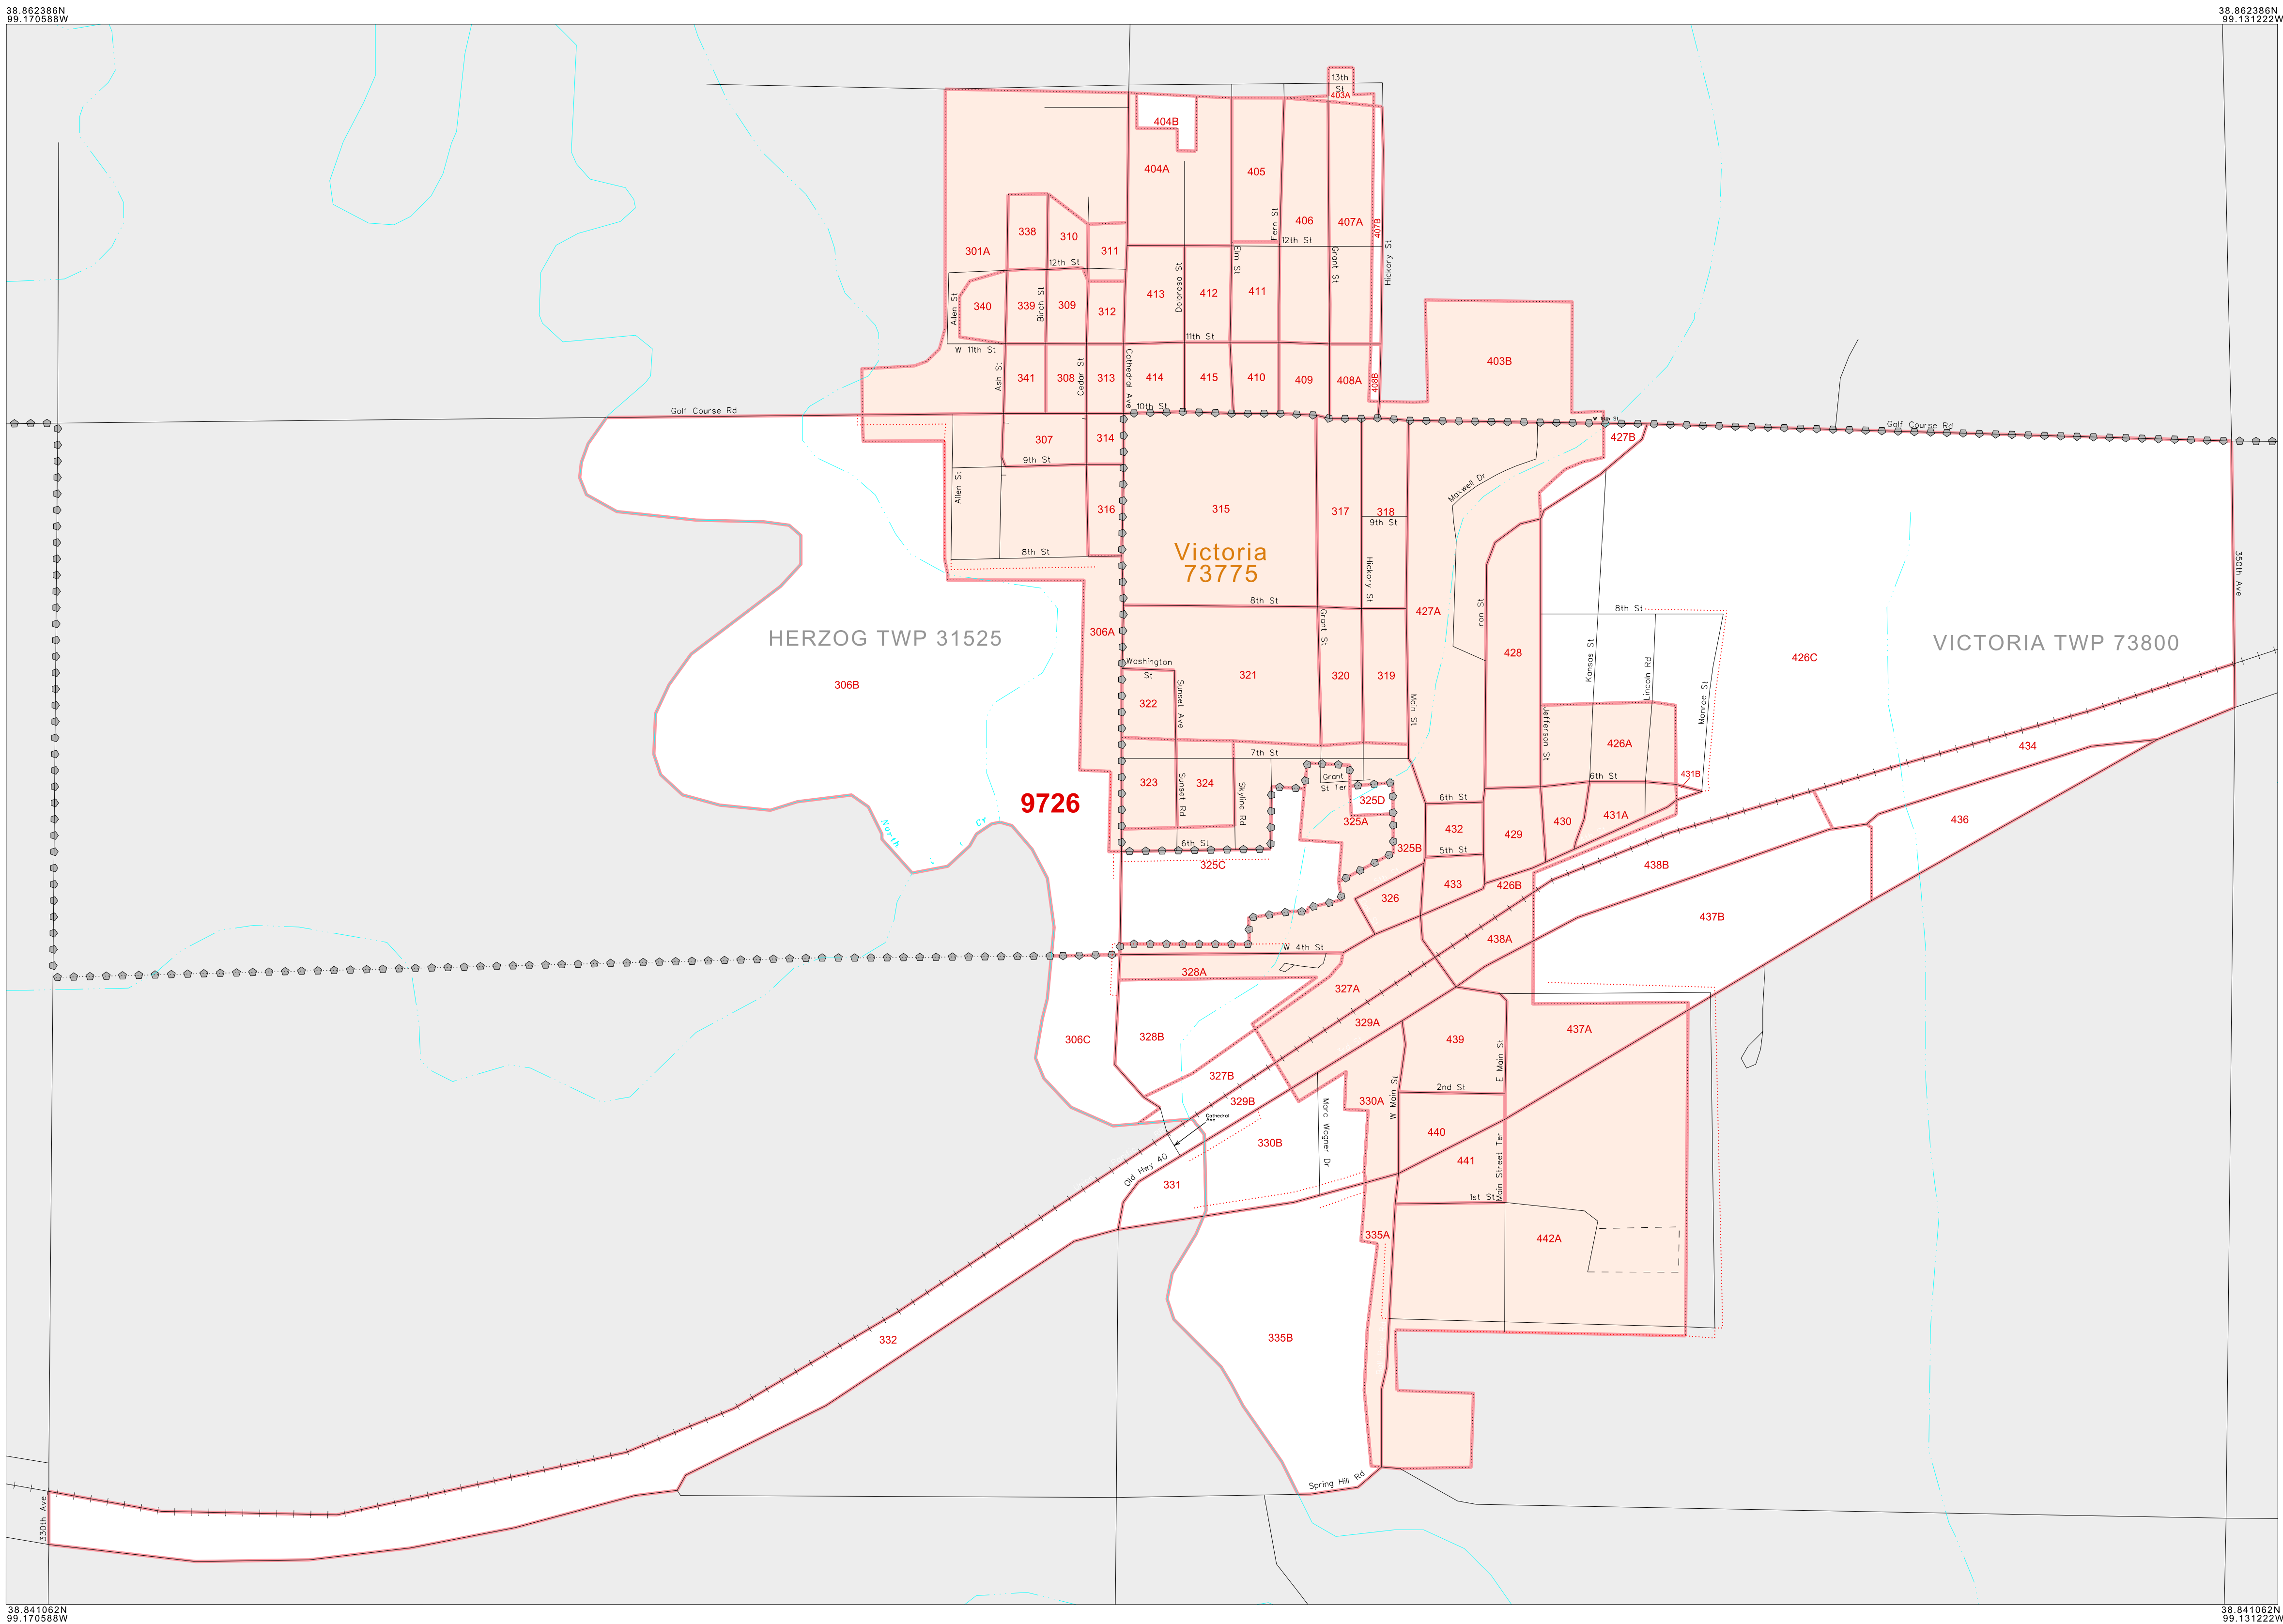 38.862386N
99.170588W
38.862386N
99.131222W
13th
St
403A
404B
404A
405
Fern St
406
407A
407B
338
310
311
301A
12th St
12th St
Elm St
Grant St
Hickory St
Allen St
340
339
Birch St
309
312
413
Dolorosa St
412
411
W 11th St
11th St
403B
Ash St
341
308
Cedar St
313
Cathedral Ave
414
415
410
409
408A
408B
Golf Course Rd
10th St
W 10th St
Golf Course Rd
307
314
427B
9th St
Allen St
Maxwell Dr
316
315
317
318
9th St
8th St
Victoria
73775
Hickory St
350th Ave
8th St
Grant St
427A
Iron St
8th St
306A
HERZOG TWP 31525
VICTORIA TWP 73800
428
Kansas St
Lincoln Rd
Monroe St
426C
306B
Washington
St
322
Sunset Ave
321
320
319
Main St
Jefferson St
426A
434
7th St
323
Sunset Rd
324
Skyline Rd
Grant
St Ter
325D
6th St
6th St
431B
9726
North
Cr
325A
432
429
430
431A
436
6th St
325B
5th St
325C
433
426B
438B
326
437B
W 4th St
438A
328A
327A
329A
437A
306C
328B
439
E Main St
327B
2nd St
329B
330A
W Main St
Cathedral
Ave
Marc Wagner Dr
330B
440
Main Street Ter
441
Old Hwy 40
331
1st St
335A
442A
335B
332
Spring Hill Rd
330th Ave
38.841062N
99.170588W
38.841062N
99.131222W